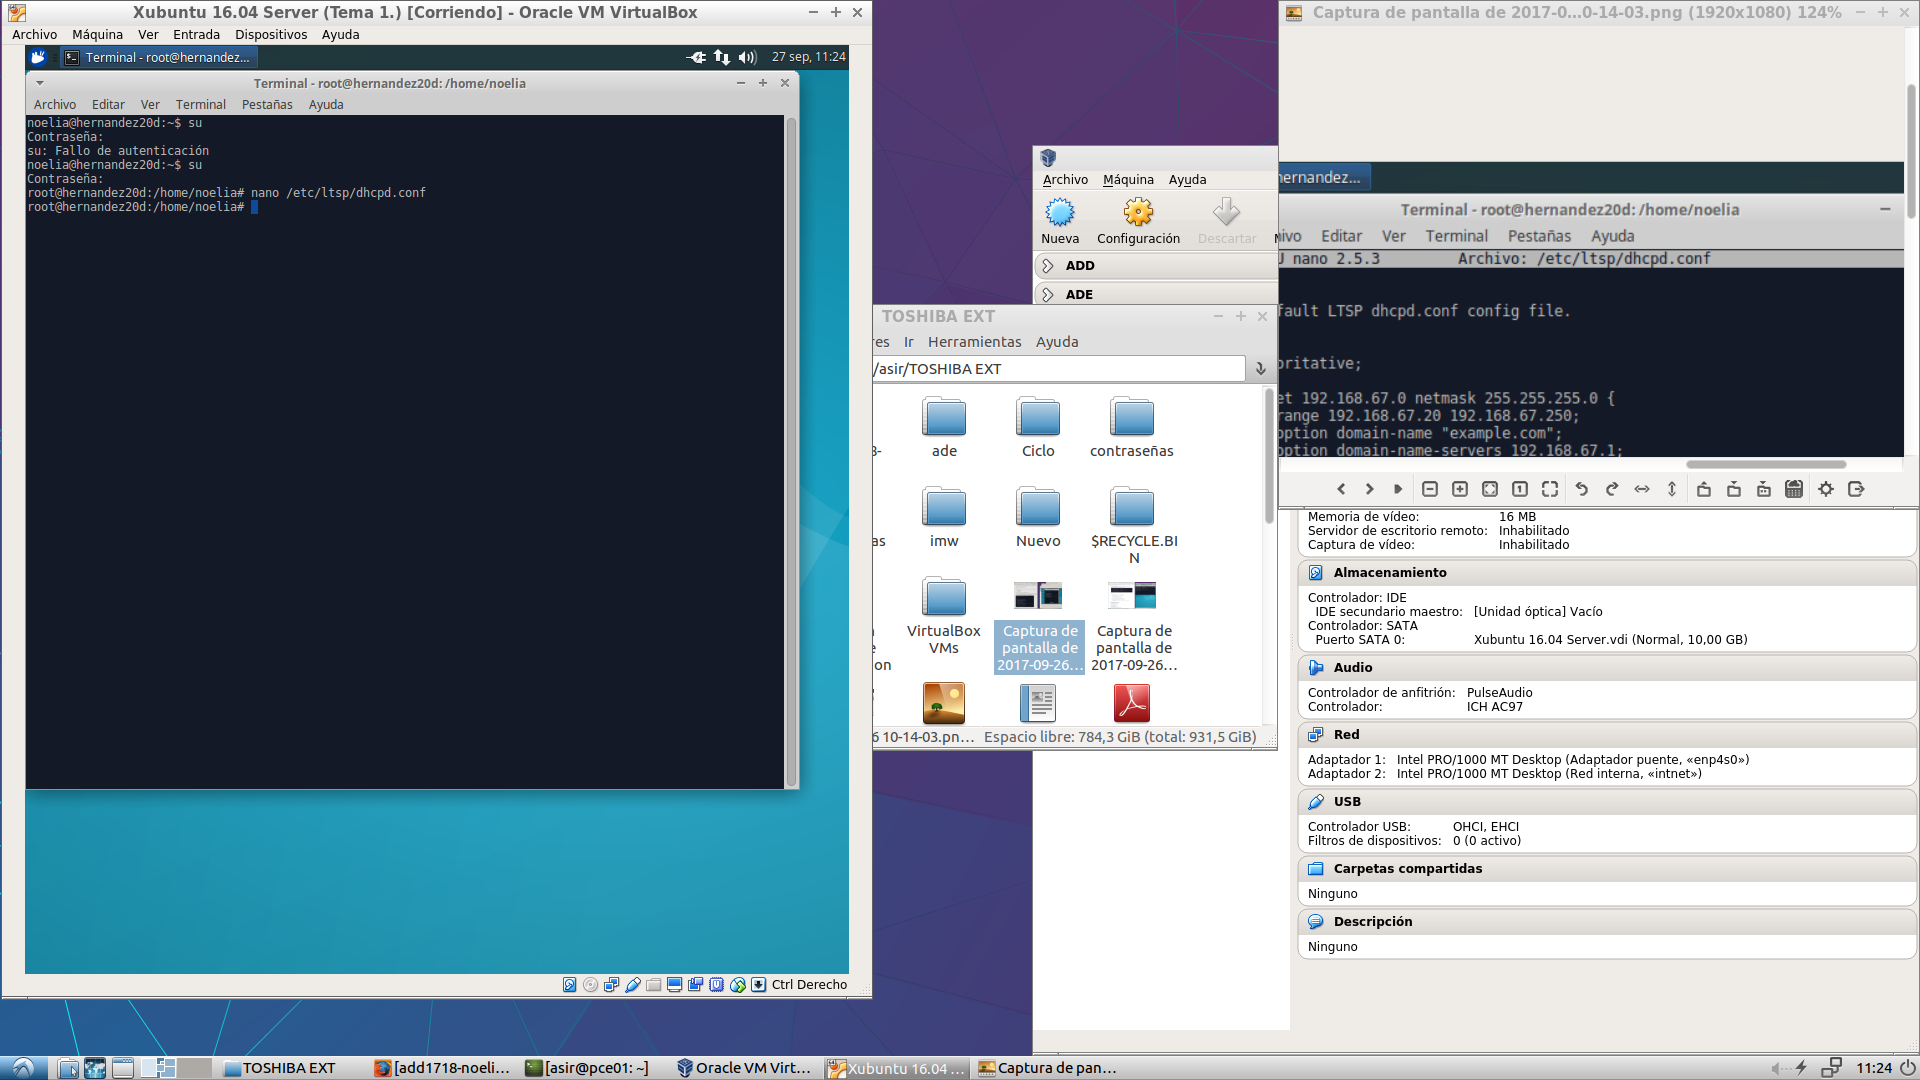 Xubuntu 16.04 Server (Tema 1.) [Corriendo] - Oracle VM VirtualBox
Archivo Máquina Ver Entrada Dispositivos Ayuda
Terminal - root@hernandez... 27 sep, 11:24
Terminal - root@hernandez20d: /home/noelia
Archivo Editar Ver Terminal Pestañas Ayuda
noelia@hernandez20d:~$ su
Contraseña:
su: Fallo de autenticación
noelia@hernandez20d:~$ su
Contraseña:
root@hernandez20d:/home/noelia# nano /etc/ltsp/dhcpd.conf
root@hernandez20d:/home/noelia#
Ctrl Derecho
Archivo Máquina Ayuda
Nueva Configuración Descartar
ADD
ADE
TOSHIBA EXT
res Ir Herramientas Ayuda
/asir/TOSHIBA EXT
ade Ciclo contraseñas
as imw Nuevo $RECYCLE.BI
N
VirtualBox
VMs
Captura de
pantalla de
2017-09-26...
Captura de
pantalla de
2017-09-26...
on
6 10-14-03.pn... Espacio libre: 784,3 GiB (total: 931,5 GiB)
Captura de pantalla de 2017-0...0-14-03.png (1920x1080) 124%
hernandez...
Terminal - root@hernandez20d: /home/noelia
ivo Editar Ver Terminal Pestañas Ayuda
U nano 2.5.3 Archivo: /etc/ltsp/dhcpd.conf
fault LTSP dhcpd.conf config file.
oritative;
et 192.168.67.0 netmask 255.255.255.0 {
range 192.168.67.20 192.168.67.250;
option domain-name "example.com";
option domain-name-servers 192.168.67.1;
Memoria de vídeo: 16 MB
Servidor de escritorio remoto: Inhabilitado
Captura de vídeo: Inhabilitado
Almacenamiento
Controlador: IDE
IDE secundario maestro: [Unidad óptica] Vacío
Controlador: SATA
Puerto SATA 0: Xubuntu 16.04 Server.vdi (Normal, 10,00 GB)
Audio
Controlador de anfitrión: PulseAudio
Controlador: ICH AC97
Red
Adaptador 1: Intel PRO/1000 MT Desktop (Adaptador puente, «enp4s0»)
Adaptador 2: Intel PRO/1000 MT Desktop (Red interna, «intnet»)
USB
Controlador USB: OHCI, EHCI
Filtros de dispositivos: 0 (0 activo)
Carpetas compartidas
Ninguno
Descripción
Ninguno
TOSHIBA EXT [add1718-noeli... [asir@pce01: ~] Oracle VM Virt... Xubuntu 16.04 ... Captura de pan... 11:24